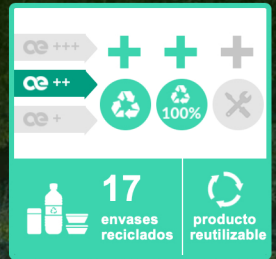 œ +++
œ ++
œ +
100%
17
envases
reciclados
producto
reutilizable